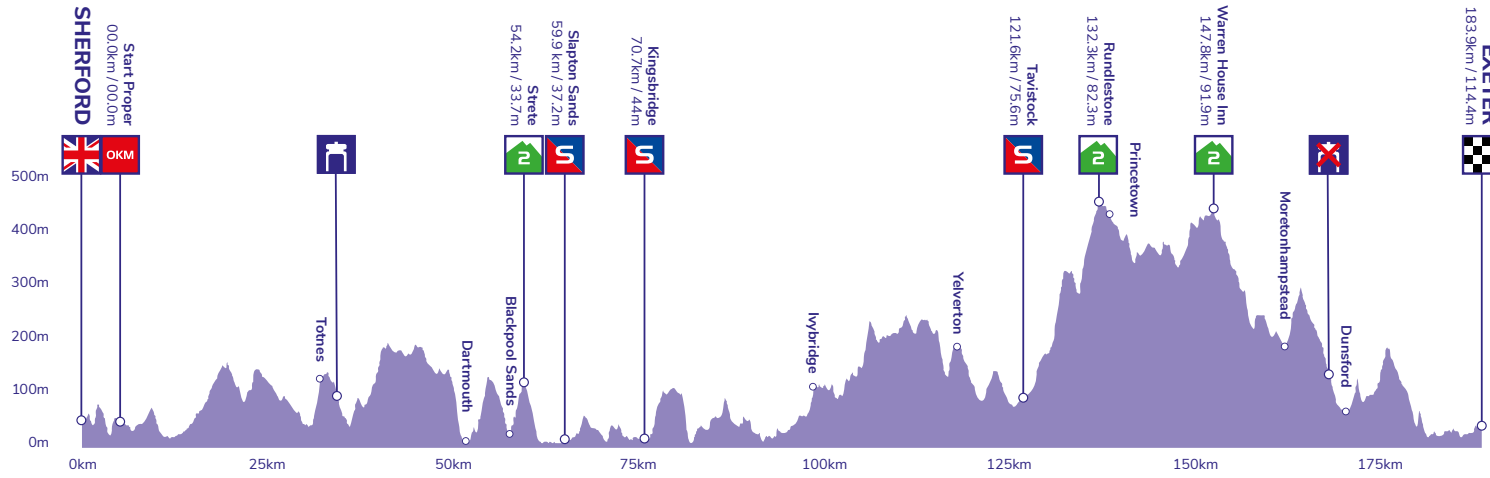 SHERFORD
Start Proper
00.0km / 00.0m
0KM
Strete
54.2km / 33.7m
2
Slapton Sands
59.9 km / 37.2m
S
Kingsbridge
70.7km / 44m
S
Tavistock
121.6km / 75.6m
S
Rundlestone
132.3km / 82.3m
2
Warren House Inn
147.8km / 91.9m
2
EXETER
183.9km / 114.4m
500m
400m
300m
200m
100m
0m
Totnes
Dartmouth
Blackpool Sands
Ivybridge
Yelverton
Princetown
Moretonhampstead
Dunsford
0km
25km
50km
75km
100km
125km
150km
175km